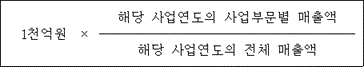 해당 사업연도의 사업부문별 매출액
1천억원 ×
해당 사업연도의 전체 매출액